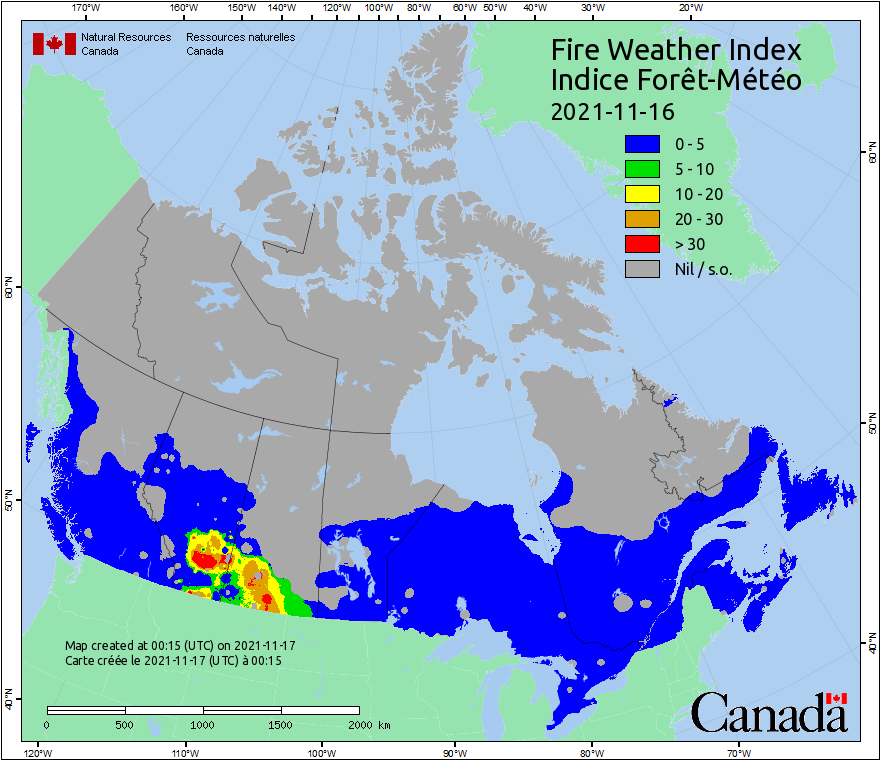 170°W 160°W 150°W 140°W 130°W 120°W 110°W 100°W 90°W 80°W 60°W 50°W 40°W 30°W 20°W
Natural Resources Ressources naturelles
Canada Canada
Fire Weather Index
Indice Forêt-Météo
2021-11-16
0 - 5
5 - 10
10 - 20
20 - 30
> 30
Nil / s.o.
60°N
60°N
50°N
50°N
40°N
40°N
Map created at 00:15 (UTC) on 2021-11-17
Carte créée le 2021-11-17 (UTC) à 00:15
0 500 1000 1500 2000 km
Canada
120°W 110°W 100°W 90°W 80°W 70°W